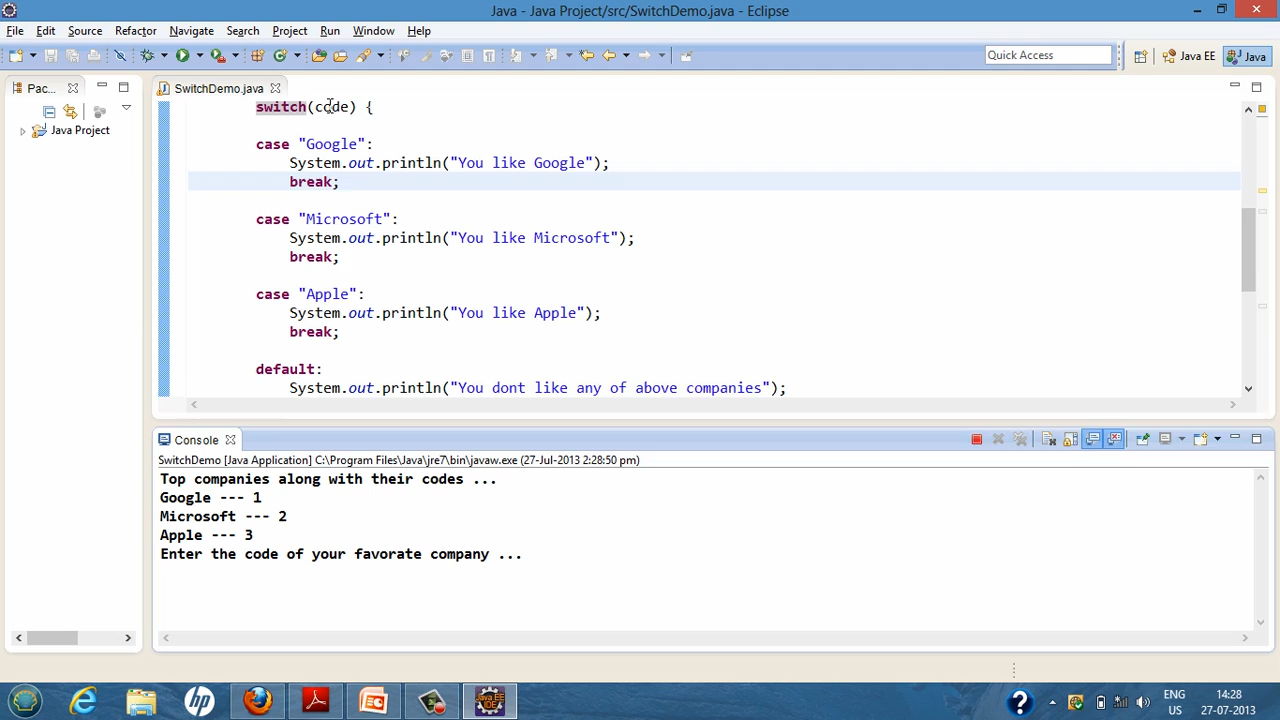 Java - Java Project/src/SwitchDemo.java - Eclipse
File Edit Source Refactor Navigate Search Project Run Window Help
Quick Access
Java EE
Java
Pac...
SwitchDemo.java
Java Project
switch(code) {
case "Google":
System.out.println("You like Google");
break;
case "Microsoft":
System.out.println("You like Microsoft");
break;
case "Apple":
System.out.println("You like Apple");
break;
default:
System.out.println("You dont like any of above companies");
Console
SwitchDemo [Java Application] C:\Program Files\Java\jre7\bin\javaw.exe (27-Jul-2013 2:28:50 pm)
Top companies along with their codes ...
Google --- 1
Microsoft --- 2
Apple --- 3
Enter the code of your favorate company ...
hp
Java EE
IDE
ENG
US
14:28
27-07-2013